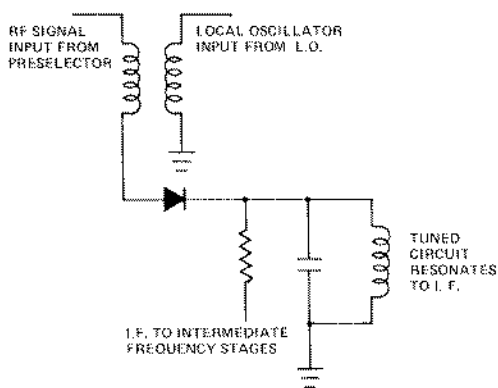 RF SIGNAL
INPUT FROM
PRESELECTOR
LOCAL OSCILLATOR
INPUT FROM L.O.
TUNED
CIRCUIT
RESONATES
TO I. F.
I.F. TO INTERMEDIATE
FREQUENCY STAGES